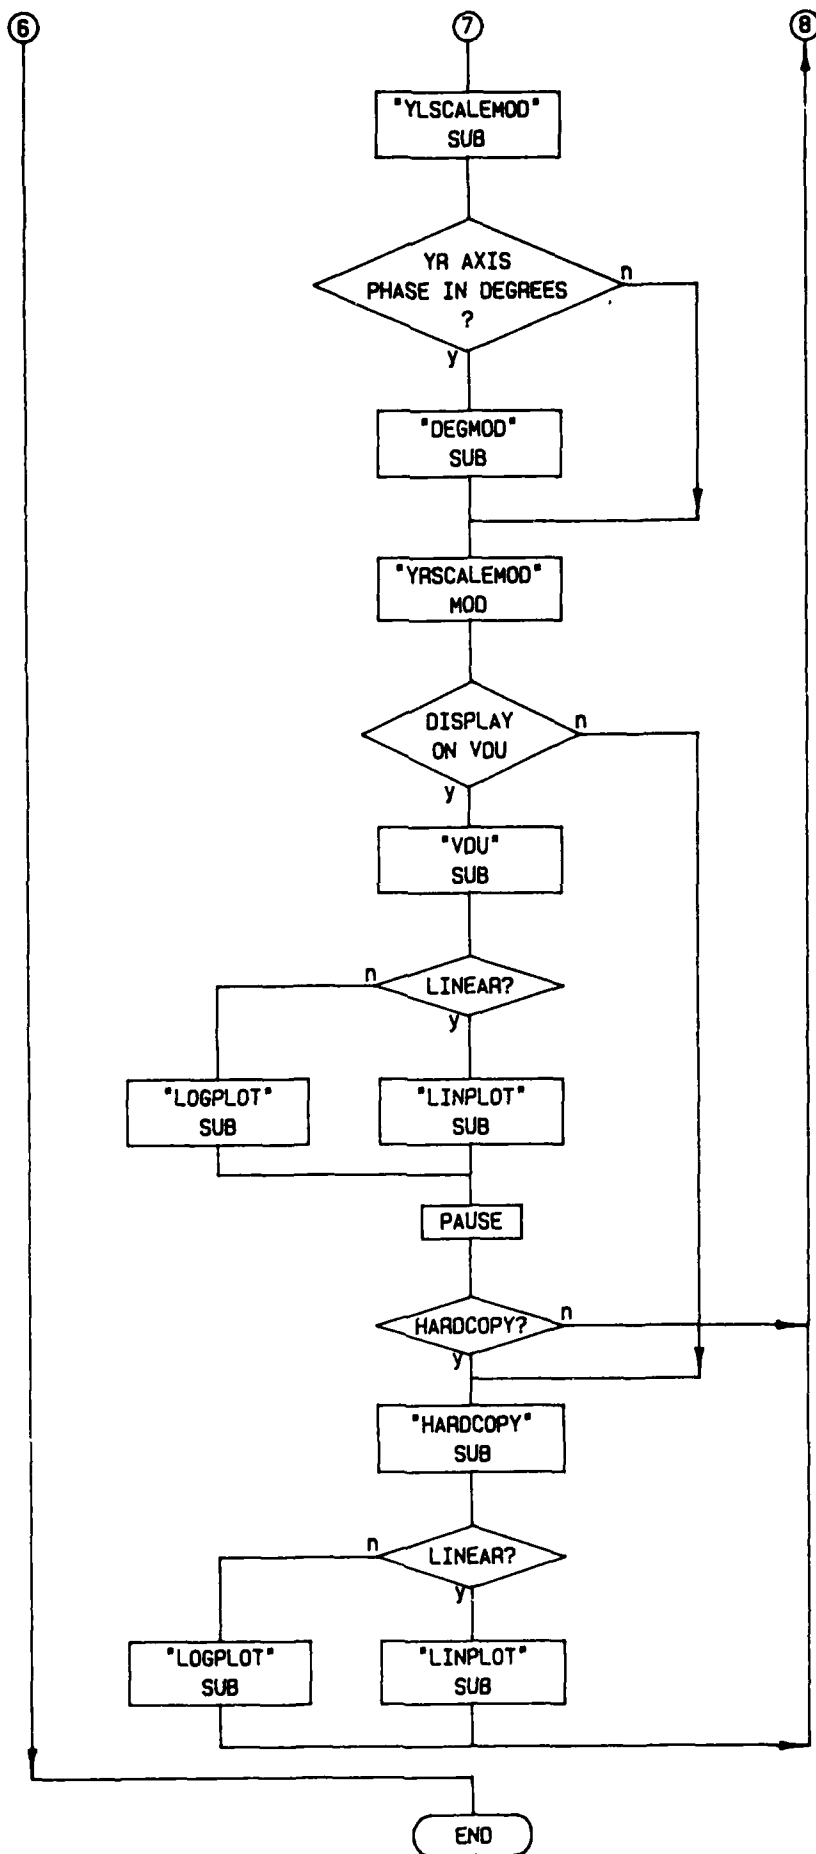 6 7 8
"YLSCALEMOD"
SUB
YR AXIS
PHASE IN DEGREES
?
n
y
"DEGMOD"
SUB
"YRSCALEMOD"
MOD
DISPLAY
ON VDU
n
y
"VDU"
SUB
n
LINEAR?
y
"LOGPLOT"
SUB
"LINPLOT"
SUB
PAUSE
HARDCOPY?
n
y
"HARDCOPY"
SUB
n
LINEAR?
y
"LOGPLOT"
SUB
"LINPLOT"
SUB
END